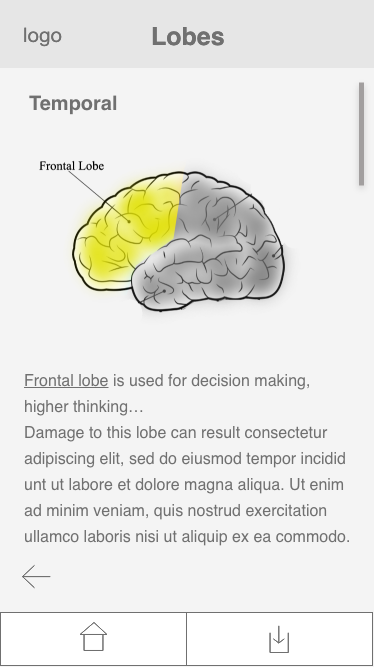 logo
Lobes
Temporal
Frontal Lobe
Frontal lobe is used for decision making,
higher thinking…
Damage to this lobe can result consectetur
adipiscing elit, sed do eiusmod tempor incidid
unt ut labore et dolore magna aliqua. Ut enim
ad minim veniam, quis nostrud exercitation
ullamco laboris nisi ut aliquip ex ea commodo.